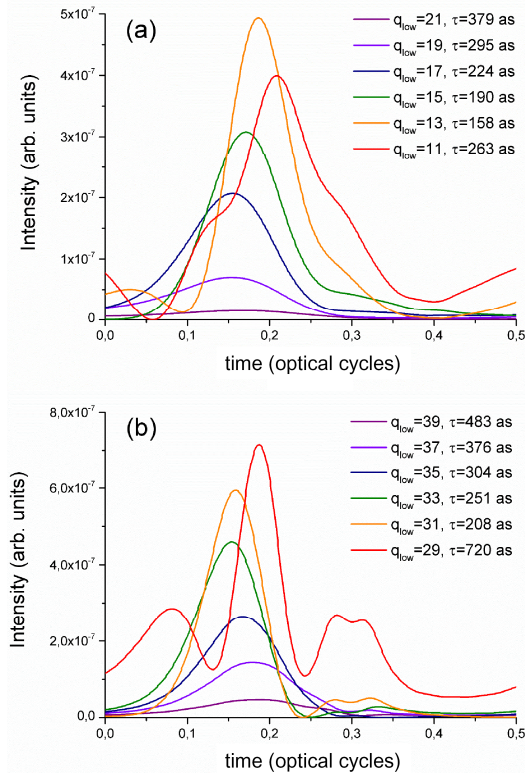 (a)
q_low=21, τ=379 as
q_low=19, τ=295 as
q_low=17, τ=224 as
q_low=15, τ=190 as
q_low=13, τ=158 as
q_low=11, τ=263 as
Intensity (arb. units)
5x10⁻⁷
4x10⁻⁷
3x10⁻⁷
2x10⁻⁷
1x10⁻⁷
0
0,0 0,1 0,2 0,3 0,4 0,5
time (optical cycles)
(b)
q_low=39, τ=483 as
q_low=37, τ=376 as
q_low=35, τ=304 as
q_low=33, τ=251 as
q_low=31, τ=208 as
q_low=29, τ=720 as
Intensity (arb. units)
8,0x10⁻⁷
6,0x10⁻⁷
4,0x10⁻⁷
2,0x10⁻⁷
0,0
0,0 0,1 0,2 0,3 0,4 0,5
time (optical cycles)